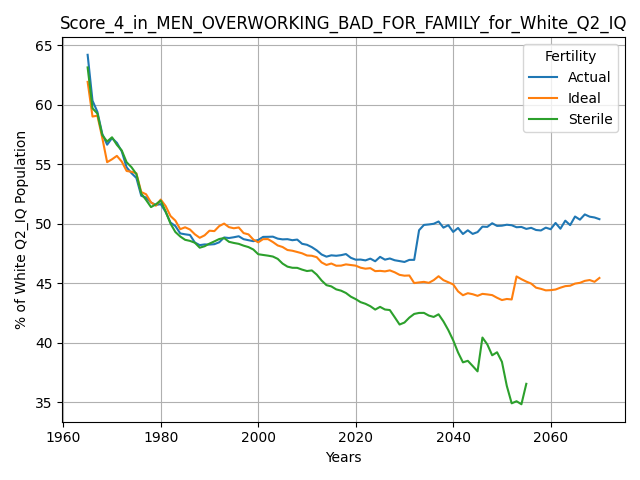 Score_4_in_MEN_OVERWORKING_BAD_FOR_FAMILY_for_White_Q2_IQ
65
60
55
50
45
40
35
% of White Q2_IQ Population
Fertility
Actual
Ideal
Sterile
1960 1980 2000 2020 2040 2060
Years